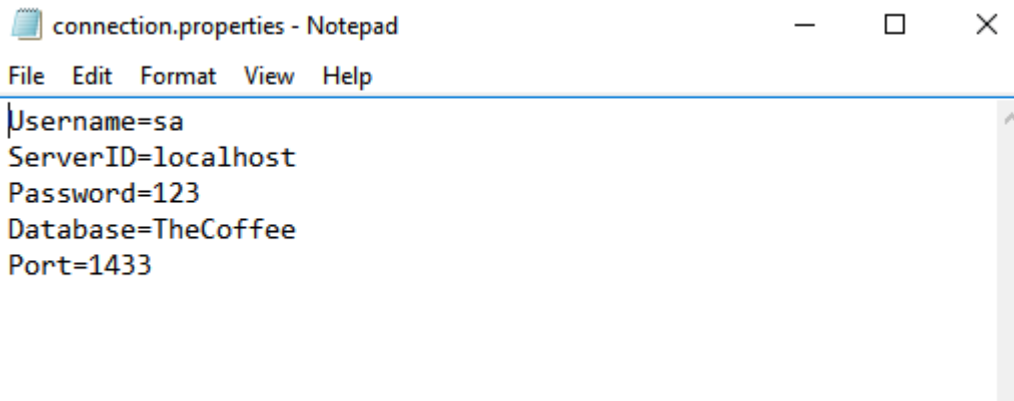 connection.properties - Notepad
File Edit Format View Help
Username=sa
ServerID=localhost
Password=123
Database=TheCoffee
Port=1433